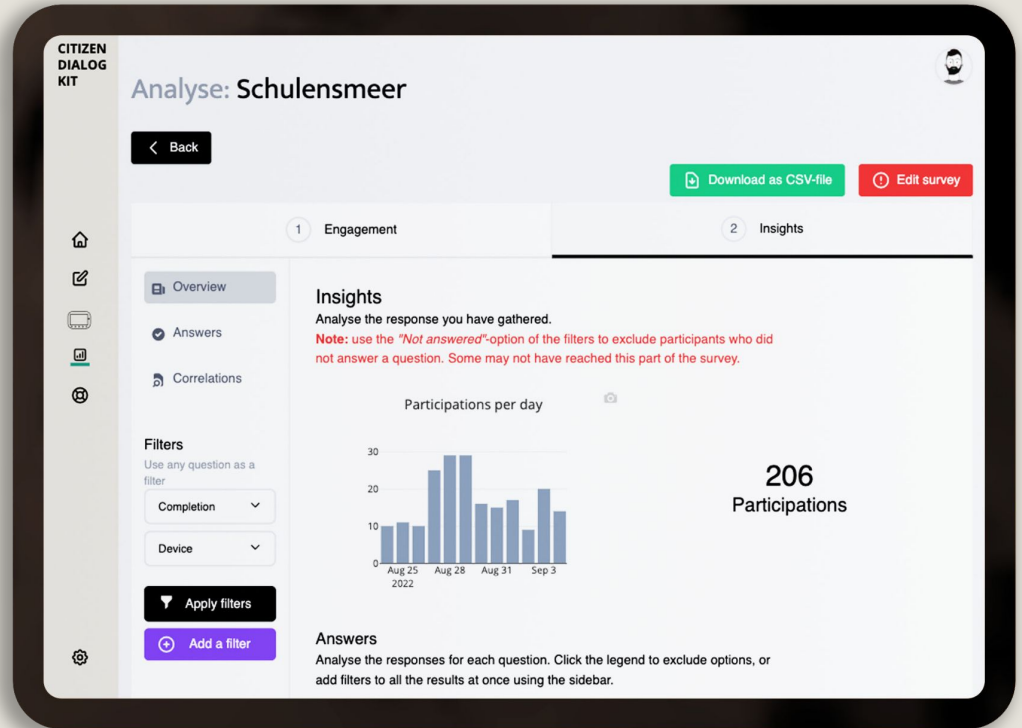 CITIZEN
DIALOG
KIT
Analyse: Schulensmeer
Back
Download as CSV-file
Edit survey
1 Engagement
2 Insights
Overview
Answers
Correlations
Filters
Use any question as a
filter
Completion
Device
Apply filters
Add a filter
Insights
Analyse the response you have gathered.
Note: use the "Not answered"-option of the filters to exclude participants who did
not answer a question. Some may not have reached this part of the survey.
Participations per day
30
20
10
0
Aug 25 Aug 28 Aug 31 Sep 3
2022
206
Participations
Answers
Analyse the responses for each question. Click the legend to exclude options, or
add filters to all the results at once using the sidebar.